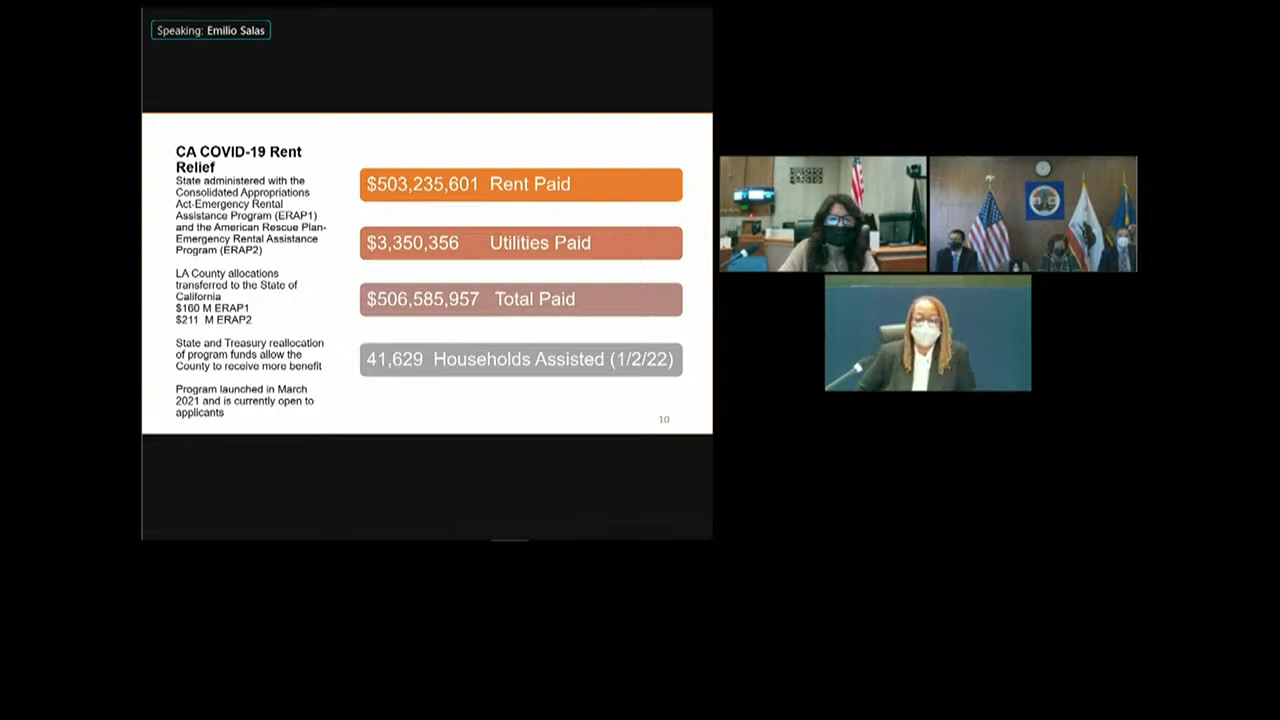 Speaking: Emilio Salas
CA COVID-19 Rent
Relief
State administered with the
Consolidated Appropriations
Act-Emergency Rental
Assistance Program (ERAP1)
and the American Rescue Plan-
Emergency Rental Assistance
Program (ERAP2)
LA County allocations
transferred to the State of
California
$160 M ERAP1
$211 M ERAP2
State and Treasury reallocation
of program funds allow the
County to receive more benefit
Program launched in March
2021 and is currently open to
applicants
$503,235,601 Rent Paid
$3,350,356 Utilities Paid
$506,585,957 Total Paid
41,629 Households Assisted (1/2/22)
10